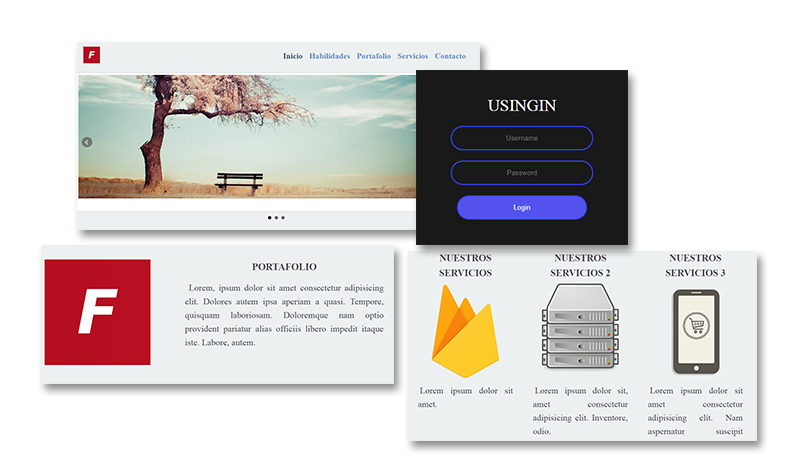 F
Inicio Habilidades Portafolio Servicios Contacto
USINGIN
Username
Password
Login
F
PORTAFOLIO
Lorem, ipsum dolor sit amet consectetur adipisicing
elit. Dolores autem ipsa aperiam a quasi. Tempore,
quisquam laboriosam. Doloremque nam optio
provident pariatur alias officiis libero impedit itaque
iste. Labore, autem.
NUESTROS
SERVICIOS
Lorem ipsum dolor sit
amet.
NUESTROS
SERVICIOS 2
Lorem ipsum dolor sit,
amet consectetur
adipisicing elit. Inventore,
odio.
NUESTROS
SERVICIOS 3
Lorem ipsum dolor sit
amet consectetur
adipisicing elit. Nam
aspernatur suscipit